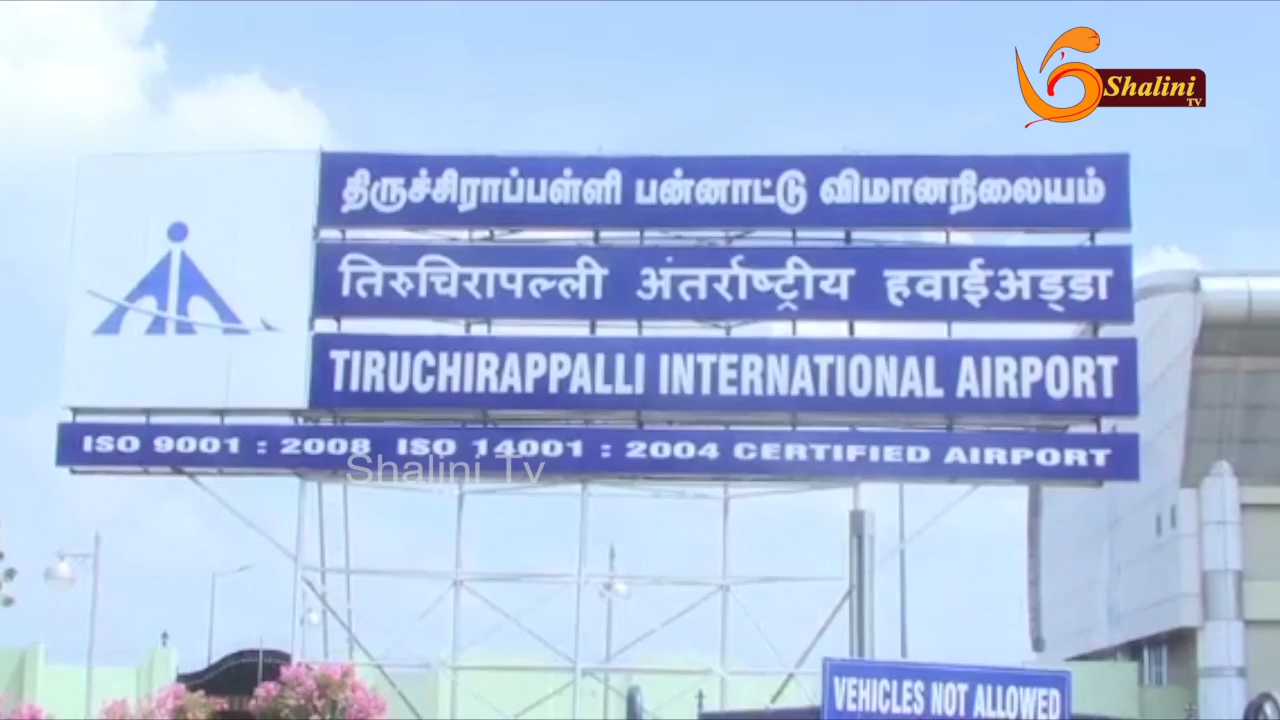 Shalini
TV
திருச்சிராப்பள்ளி பன்னாட்டு விமானநிலையம்
तिरुचिरापल्ली अंतर्राष्ट्रीय हवाईअड्डा
TIRUCHIRAPPALLI INTERNATIONAL AIRPORT
ISO 9001 : 2008 ISO 14001 : 2004 CERTIFIED AIRPORT
Shalini Tv
VEHICLES NOT ALLOWED